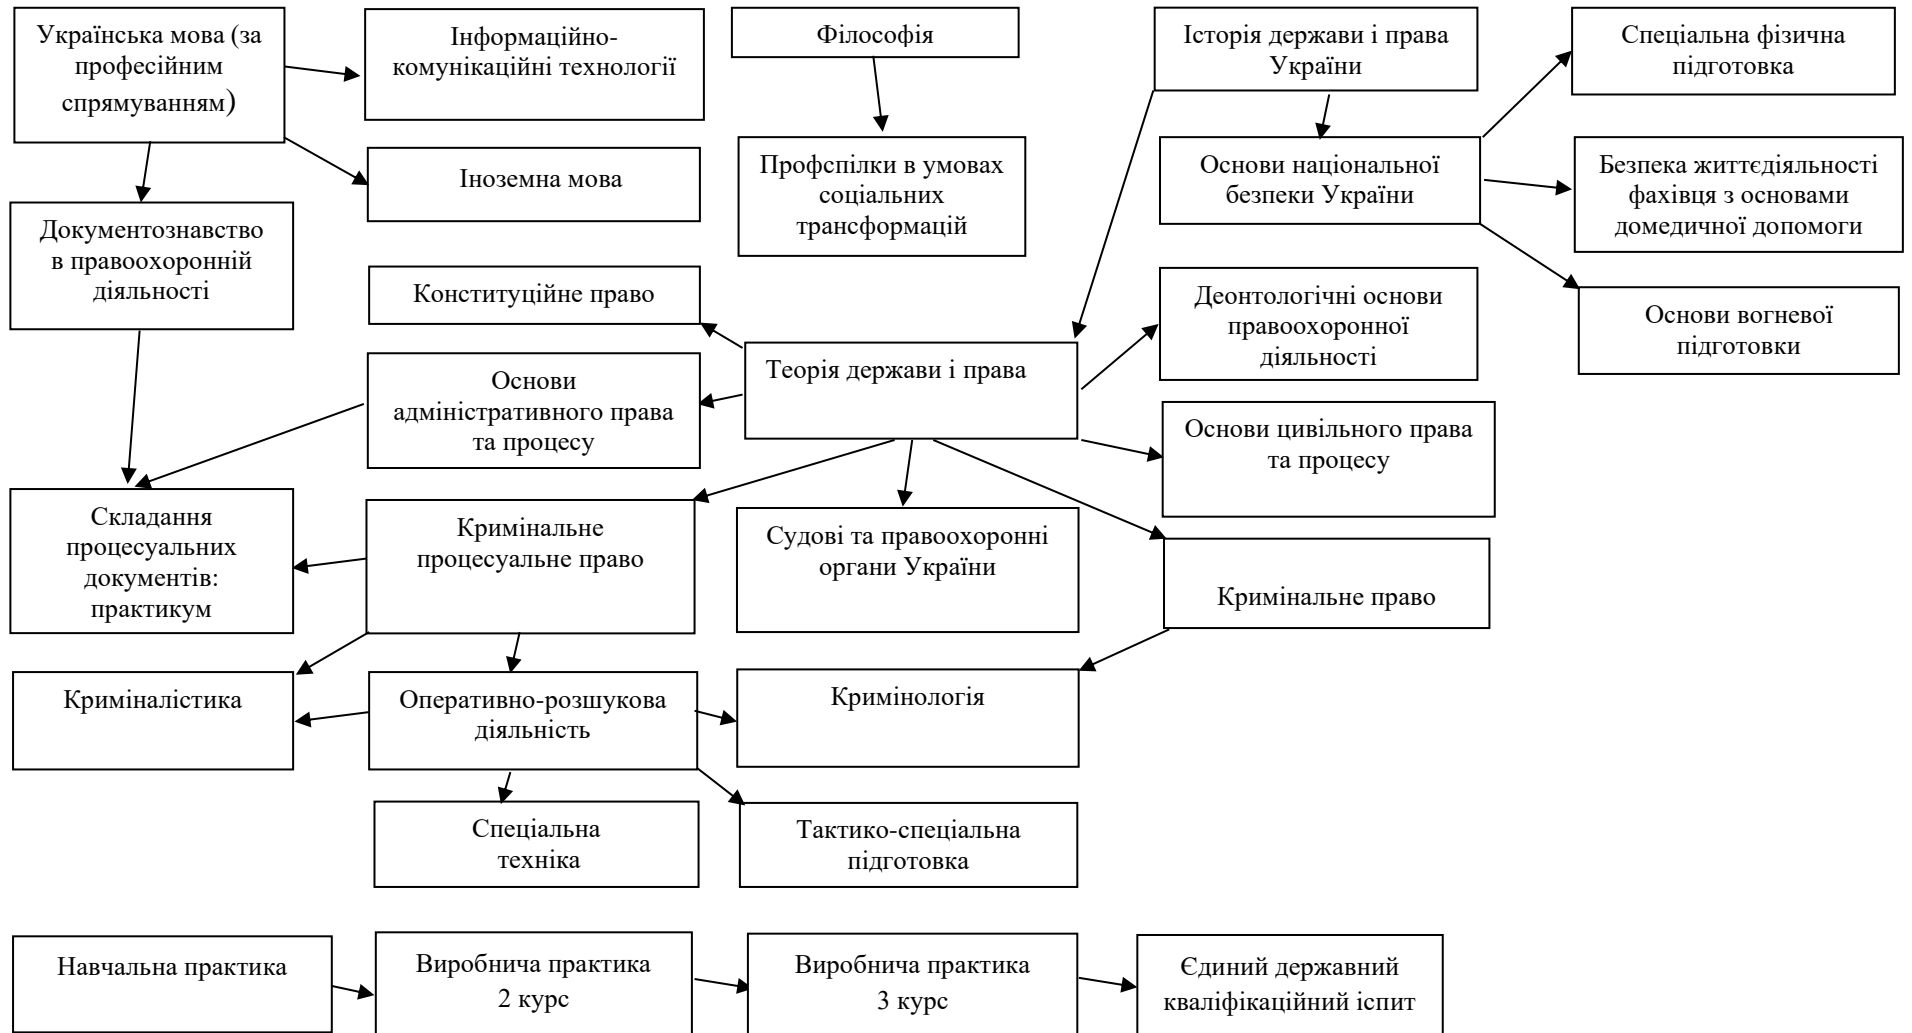 Українська мова (за
професійним
спрямуванням)
Інформаційно-
комунікаційні технології
Філософія
Історія держави і права
України
Спеціальна фізична
підготовка
Іноземна мова
Профспілки в умовах
соціальних
трансформацій
Основи національної
безпеки України
Безпека життєдіяльності
фахівця з основами
домедичної допомоги
Документознавство
в правоохоронній
діяльності
Конституційне право
Деонтологічні основи
правоохоронної
діяльності
Основи вогневої
підготовки
Основи
адміністративного права
та процесу
Теорія держави і права
Основи цивільного права
та процесу
Складання
процесуальних
документів:
практикум
Кримінальне
процесуальне право
Судові та правоохоронні
органи України
Кримінальне право
Криміналістика
Оперативно-розшукова
діяльність
Кримінологія
Спеціальна
техніка
Тактико-спеціальна
підготовка
Навчальна практика
Виробнича практика
2 курс
Виробнича практика
3 курс
Єдиний державний
кваліфікаційний іспит